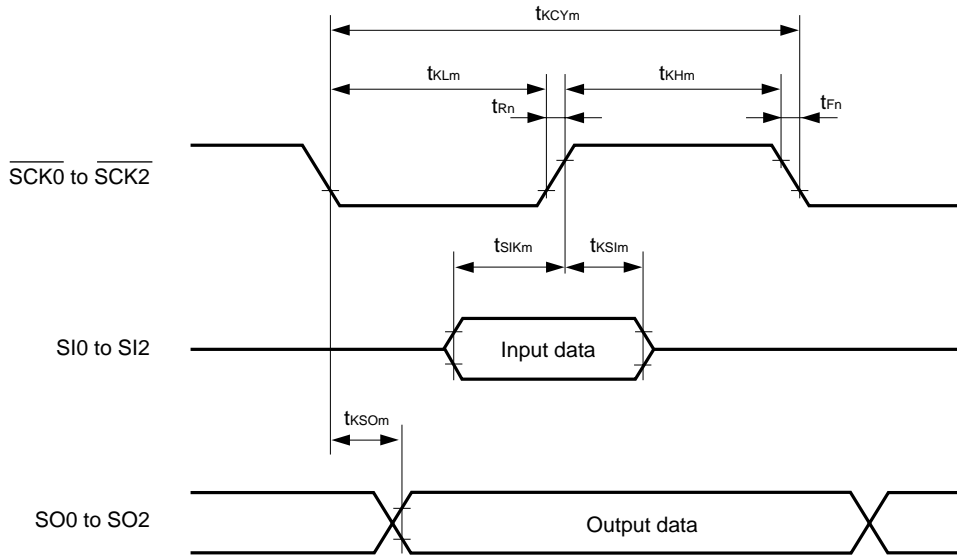 tKCYm
tKLm
tKHm
tRn
tFn
SCK0 to SCK2
tSIKm
tKSIm
SI0 to SI2
Input data
tKSOm
SO0 to SO2
Output data